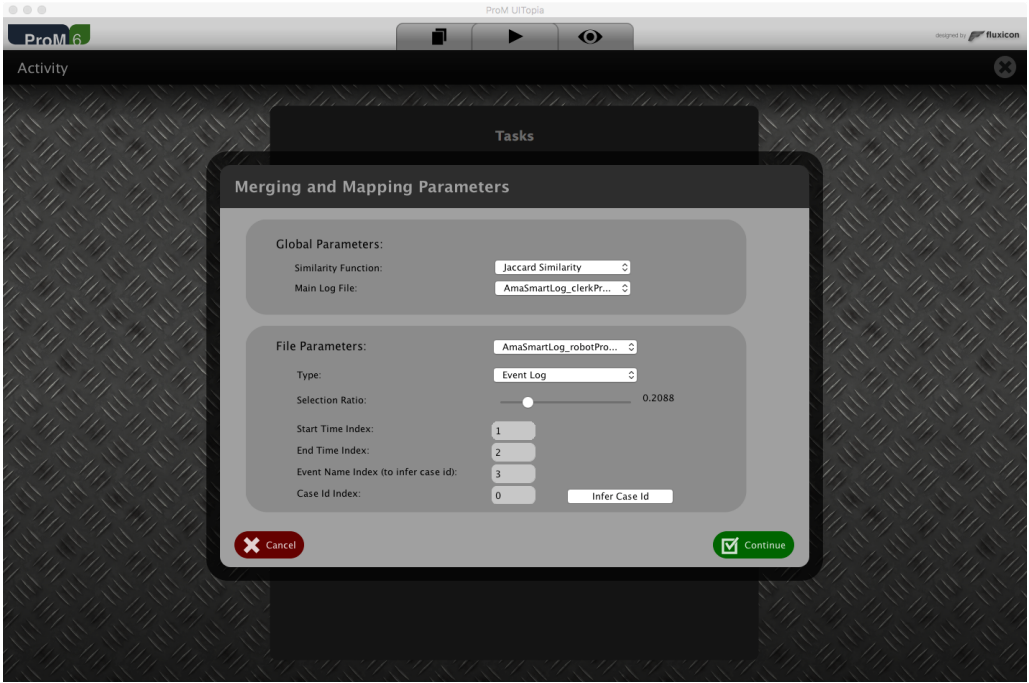 ProM UITopia
ProM 6
designed by fluxicon
Activity
Tasks
Merging and Mapping Parameters
Global Parameters:
Similarity Function: Jaccard Similarity
Main Log File: AmaSmartLog_clerkPr...
File Parameters: AmaSmartLog_robotPro...
Type: Event Log
Selection Ratio: 0.2088
Start Time Index: 1
End Time Index: 2
Event Name Index (to infer case id): 3
Case Id Index: 0 Infer Case Id
Cancel Continue